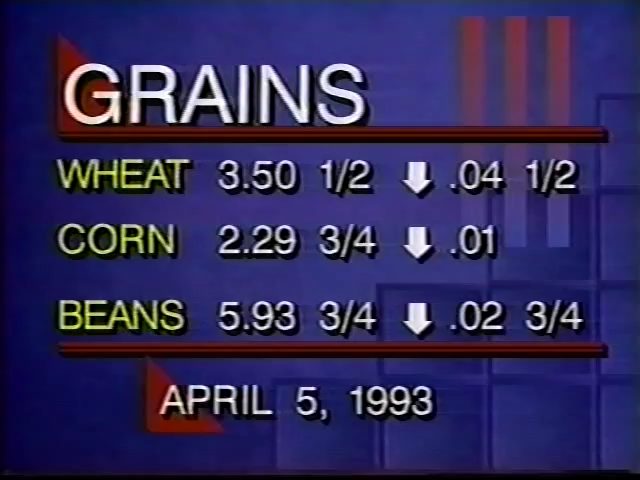 GRAINS
WHEAT 3.50 1/2 ⬇ .04 1/2
CORN 2.29 3/4 ⬇ .01
BEANS 5.93 3/4 ⬇ .02 3/4
APRIL 5, 1993